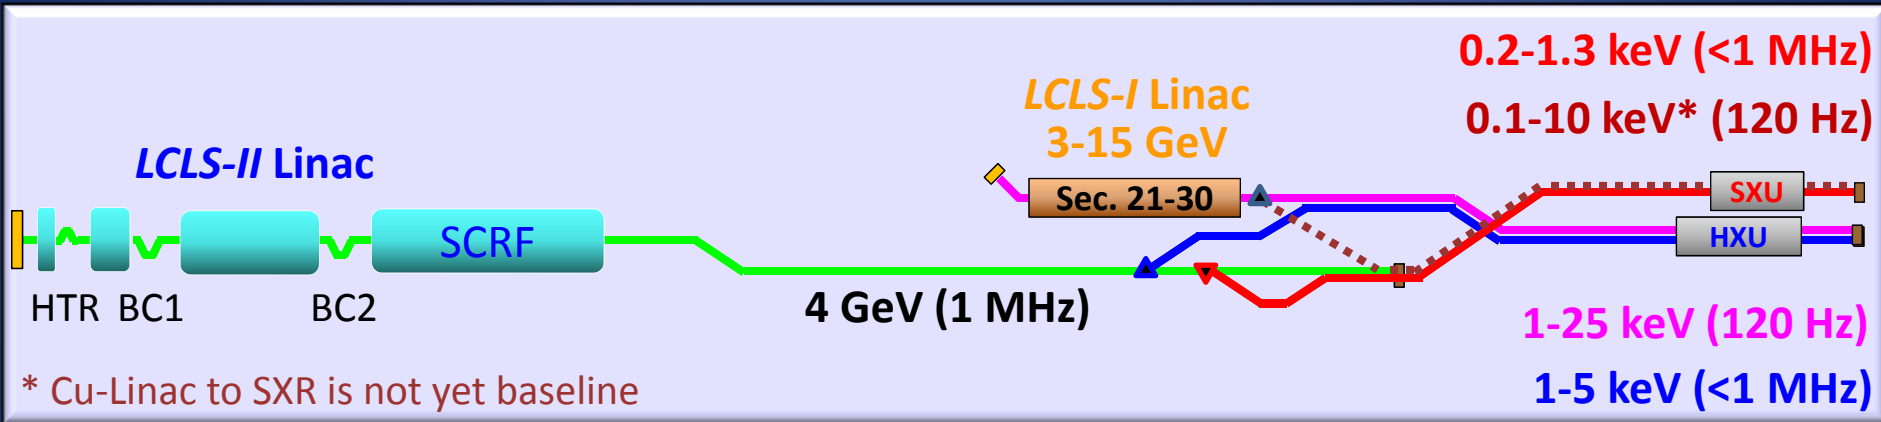 0.2-1.3 keV (<1 MHz)
LCLS-I Linac
3-15 GeV
0.1-10 keV* (120 Hz)
LCLS-II Linac
Sec. 21-30
SXU
SCRF
HXU
HTR BC1 BC2
4 GeV (1 MHz)
1-25 keV (120 Hz)
* Cu-Linac to SXR is not yet baseline
1-5 keV (<1 MHz)